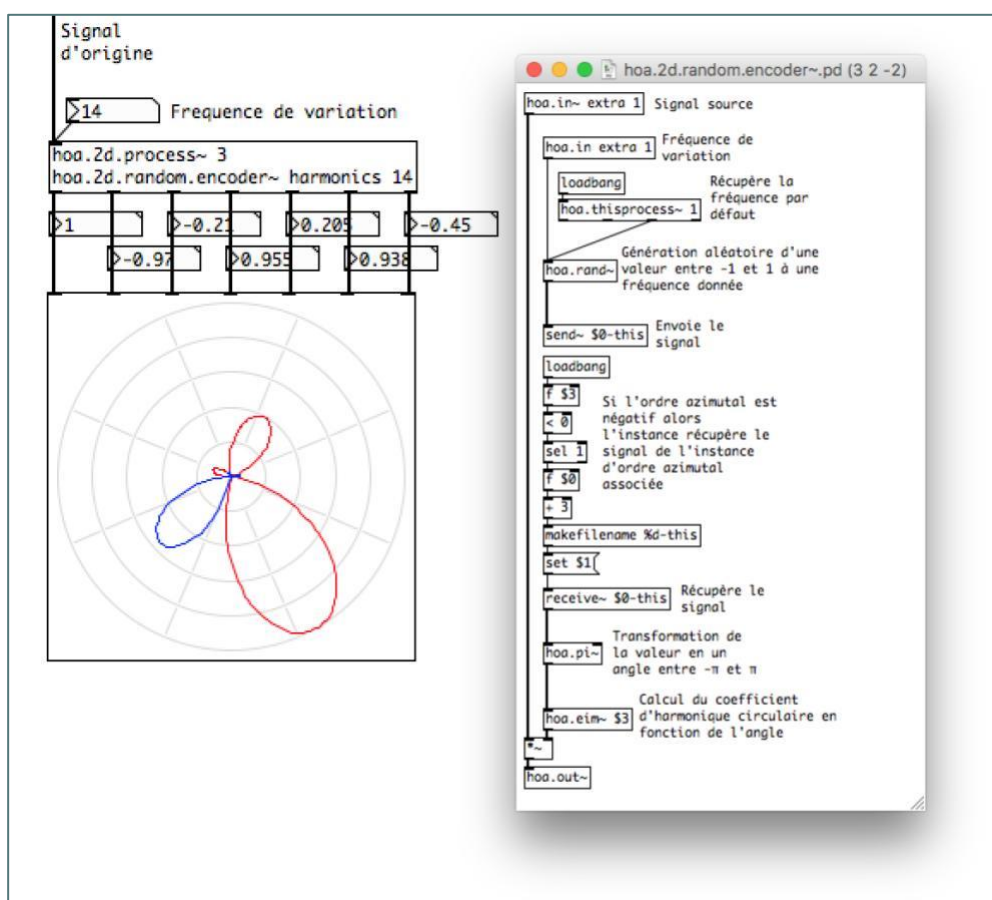 Signal
d'origine
14
Frequence de variation
hoa.2d.process~ 3
hoa.2d.random.encoder~ harmonics 14
1
-0.21
0.205
-0.45
-0.97
0.955
0.938
hoa.2d.random.encoder~.pd (3 2 -2)
hoa.in~ extra 1
Signal source
hoa.in extra 1
Fréquence de
variation
loadbang
hoa.thisprocess~ 1
Récupère la
fréquence par
défaut
hoa.rand~
Génération aléatoire d'une
valeur entre -1 et 1 à une
fréquence donnée
send~ $0-this
Envoie le
signal
loadbang
f $3
< 0
sel 1
f $0
+ 3
Si l'ordre azimutal est
négatif alors
l'instance récupère le
signal de l'instance
d'ordre azimutal
associée
makefilename %d-this
set $1
receive~ $0-this
Récupère le
signal
hoa.pi~
Transformation de
la valeur en un
angle entre -π et π
hoa.eim~ $3
Calcul du coefficient
d'harmonique circulaire en
fonction de l'angle
*~
hoa.out~